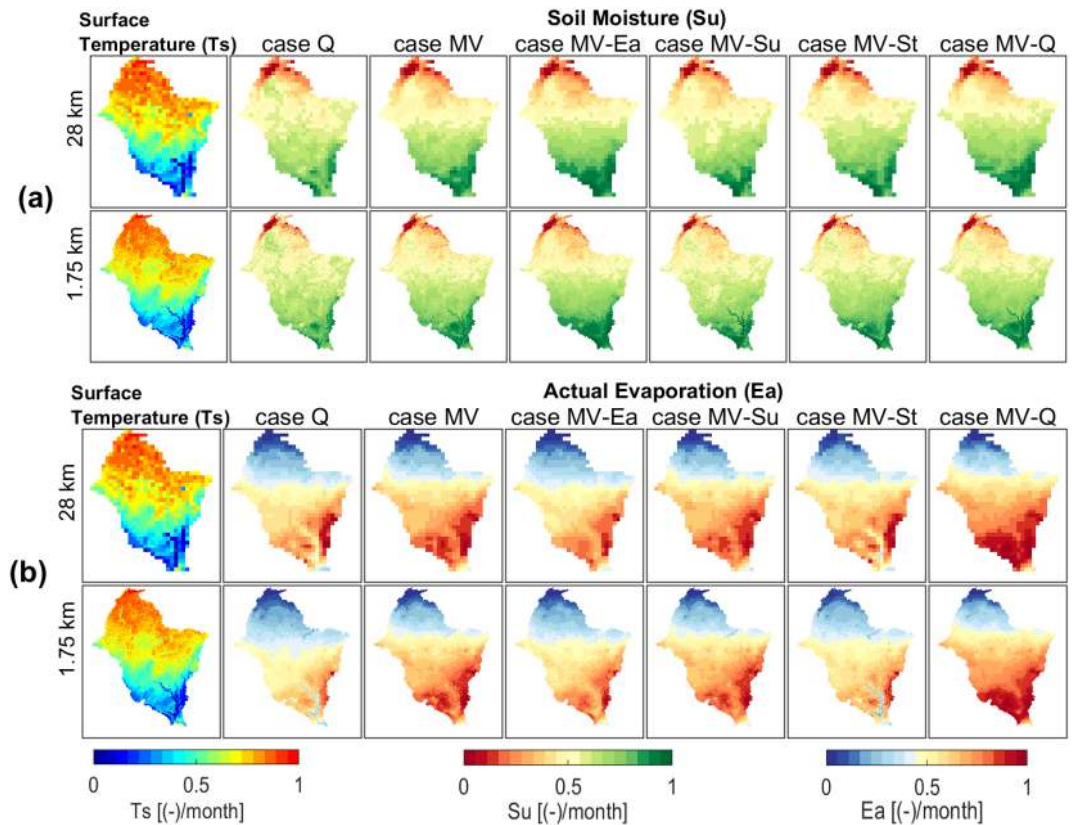 Surface
Temperature (Ts)
Soil Moisture (Su)
case Q
case MV
case MV-Ea
case MV-Su
case MV-St
case MV-Q
(a)
28 km
1.75 km
Surface
Temperature (Ts)
Actual Evaporation (Ea)
case Q
case MV
case MV-Ea
case MV-Su
case MV-St
case MV-Q
(b)
28 km
1.75 km
0 0.5 1
Ts [(-)/month]
0 0.5 1
Su [(-)/month]
0 0.5 1
Ea [(-)/month]